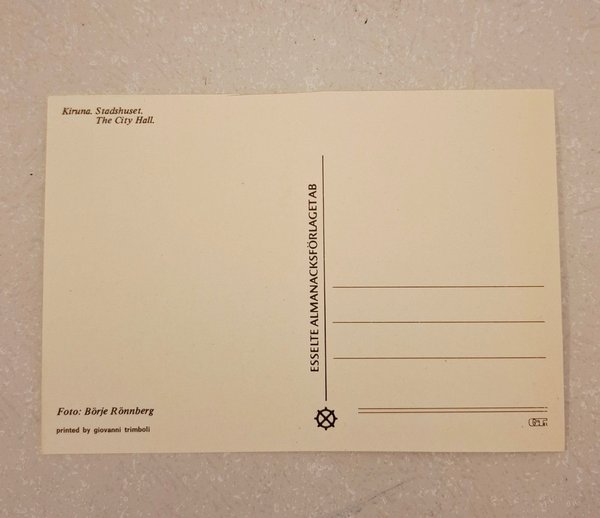 Kiruna. Stadshuset.
The City Hall.
ESSELTE ALMANACKSFÖRLAGET AB
Foto: Börje Rönnberg
printed by giovanni trimboli